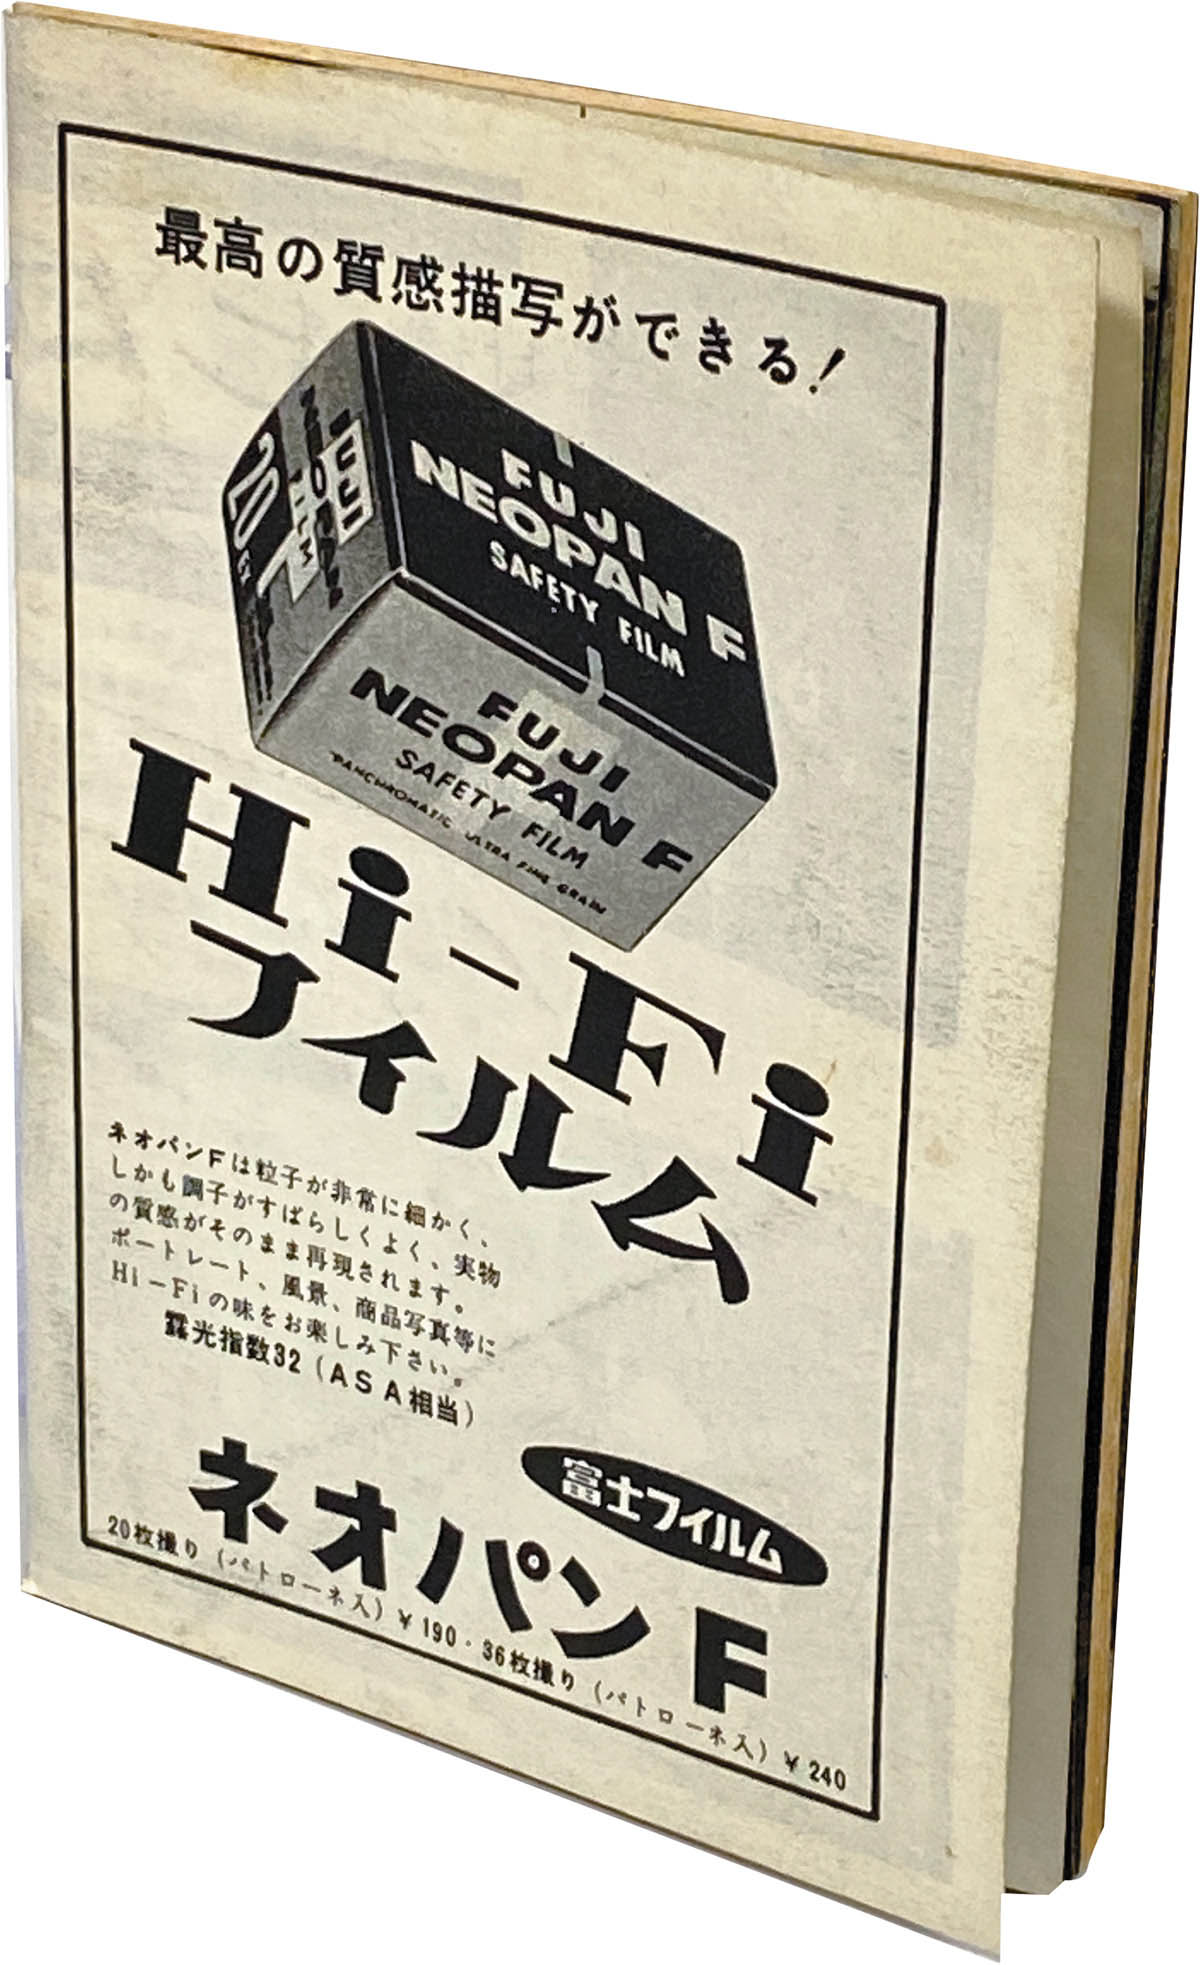 最高の質感描写ができる!
FUJI
NEOPAN F
SAFETY FILM
20
EX
FUJI
NEOPAN
FILM
FUJI
NEOPAN F
SAFETY FILM
PANCHROMATIC ULTRA FINE GRAIN
Hi-Fi
フィルム
ネオパンFは粒子が非常に細かく、
しかも調子がすばらしくよく、実物
の質感がそのまま再現されます。
ポートレート、風景、商品写真等に
Hi-Fiの味をお楽しみ下さい。
露光指数32(ASA相当)
富士フイルム
ネオパンF
20枚撮り(パトローネ入)¥190・36枚撮り(パトローネ入)¥240